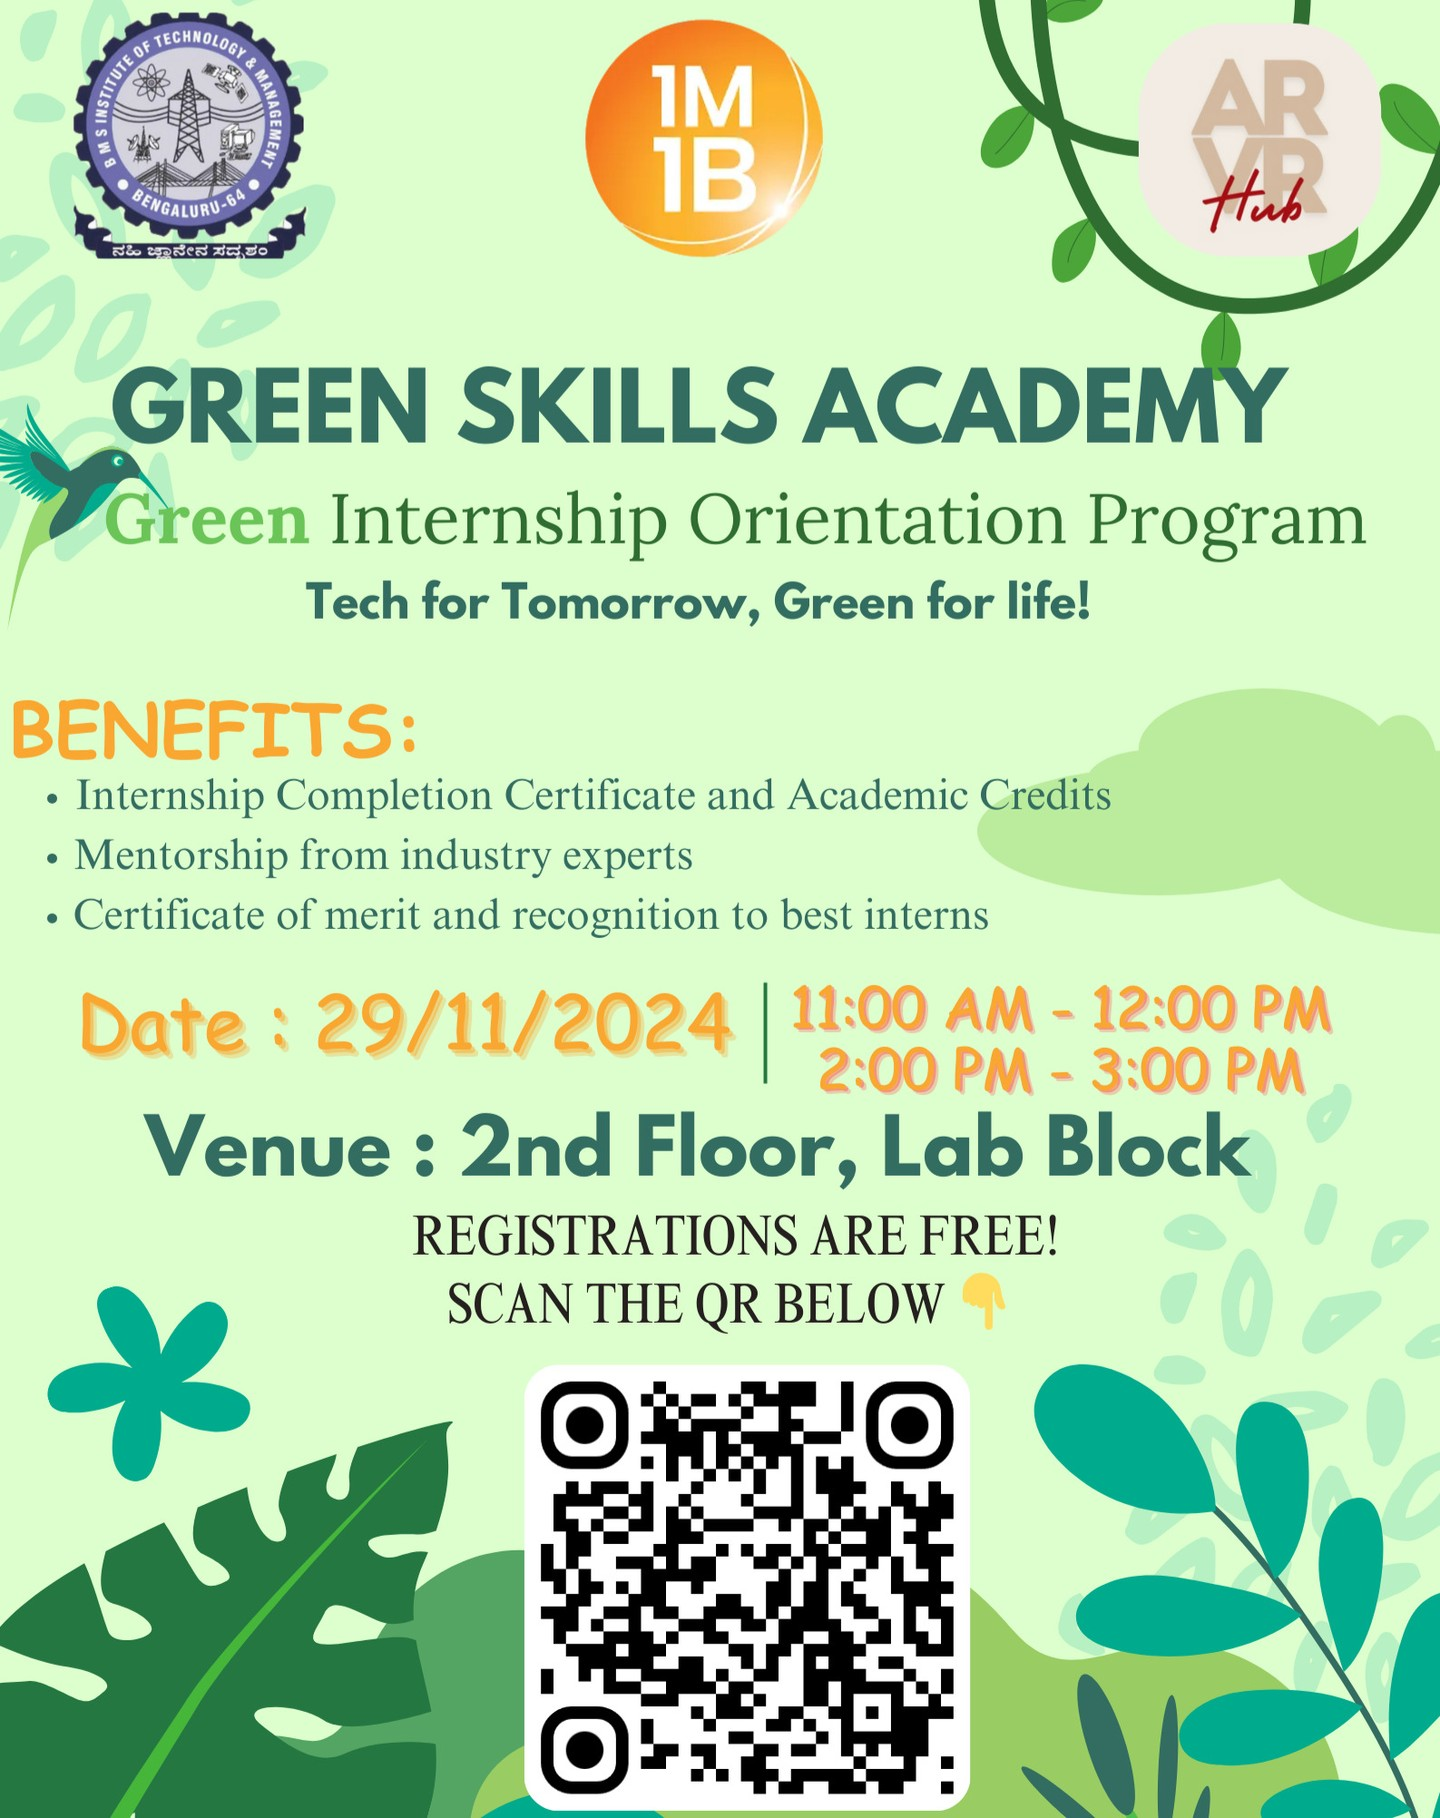 B M S INSTITUTE OF TECHNOLOGY & MANAGEMENT
BENGALURU-64
ನಹಿ ಜ್ಞಾನೇನ ಸದೃಶಂ
1M
1B
AR
VR
Hub
GREEN SKILLS ACADEMY
Green Internship Orientation Program
Tech for Tomorrow, Green for life!
BENEFITS:
• Internship Completion Certificate and Academic Credits
• Mentorship from industry experts
• Certificate of merit and recognition to best interns
Date : 29/11/2024
11:00 AM - 12:00 PM
2:00 PM - 3:00 PM
Venue : 2nd Floor, Lab Block
REGISTRATIONS ARE FREE!
SCAN THE QR BELOW 👇